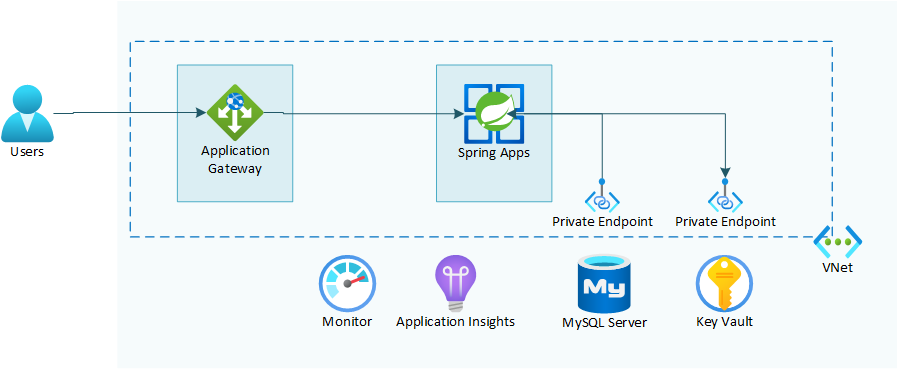 Users
Application
Gateway
Spring Apps
Private Endpoint
Private Endpoint
VNet
Monitor
Application Insights
My
MySQL Server
Key Vault